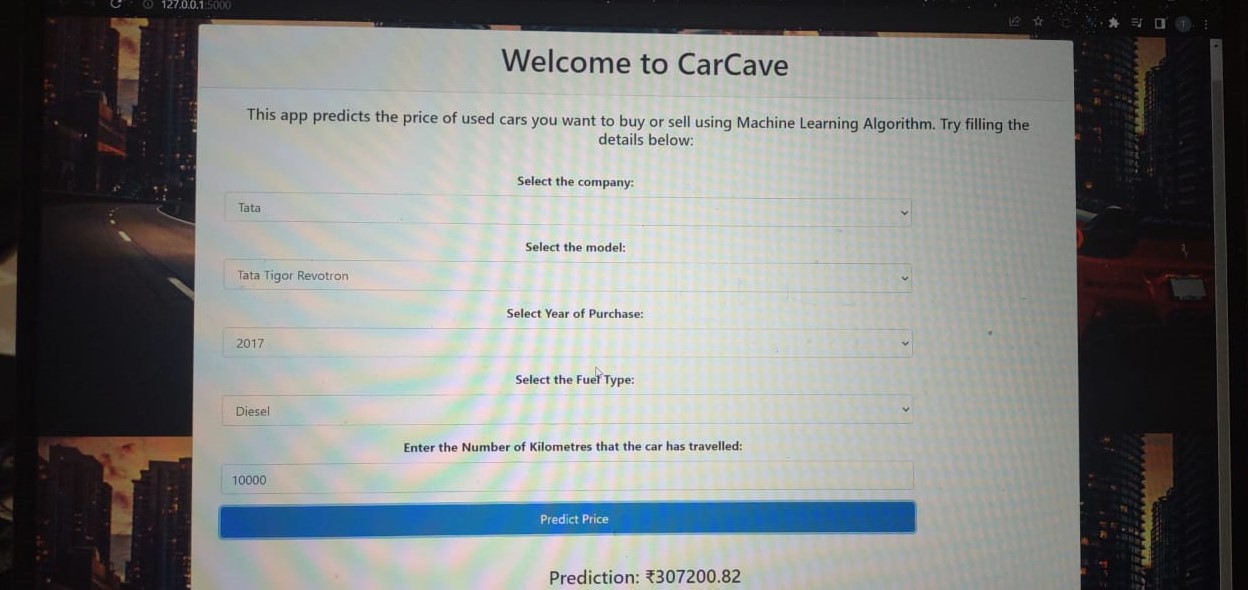 127.0.0.1:5000
Welcome to CarCave
This app predicts the price of used cars you want to buy or sell using Machine Learning Algorithm. Try filling the
details below:
Select the company:
Tata
Select the model:
Tata Tigor Revotron
Select Year of Purchase:
2017
Select the Fuel Type:
Diesel
Enter the Number of Kilometres that the car has travelled:
10000
Predict Price
Prediction: ₹307200.82